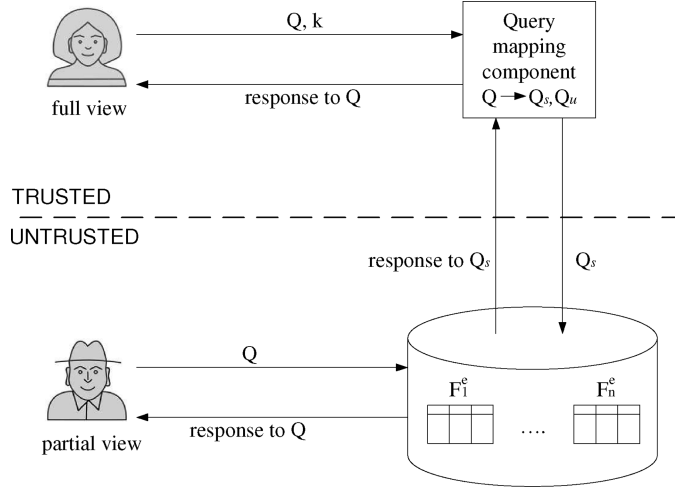 Q, k
response to Q
full view
Query
mapping
component
Q → Qs, Qu
TRUSTED
UNTRUSTED
response to Qs
Qs
Q
response to Q
partial view
F1e
....
Fne